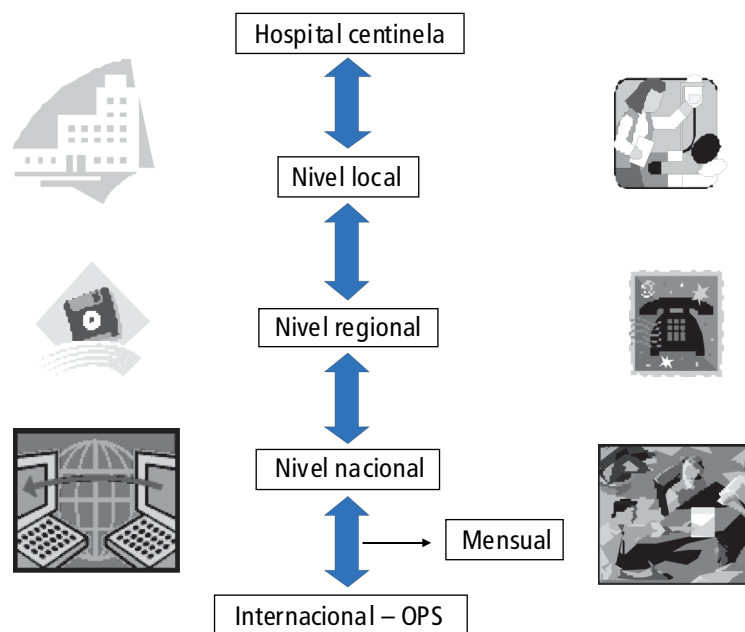 Hospital centinela
Nivel local
Nivel regional
Nivel nacional
Mensual
Internacional – OPS